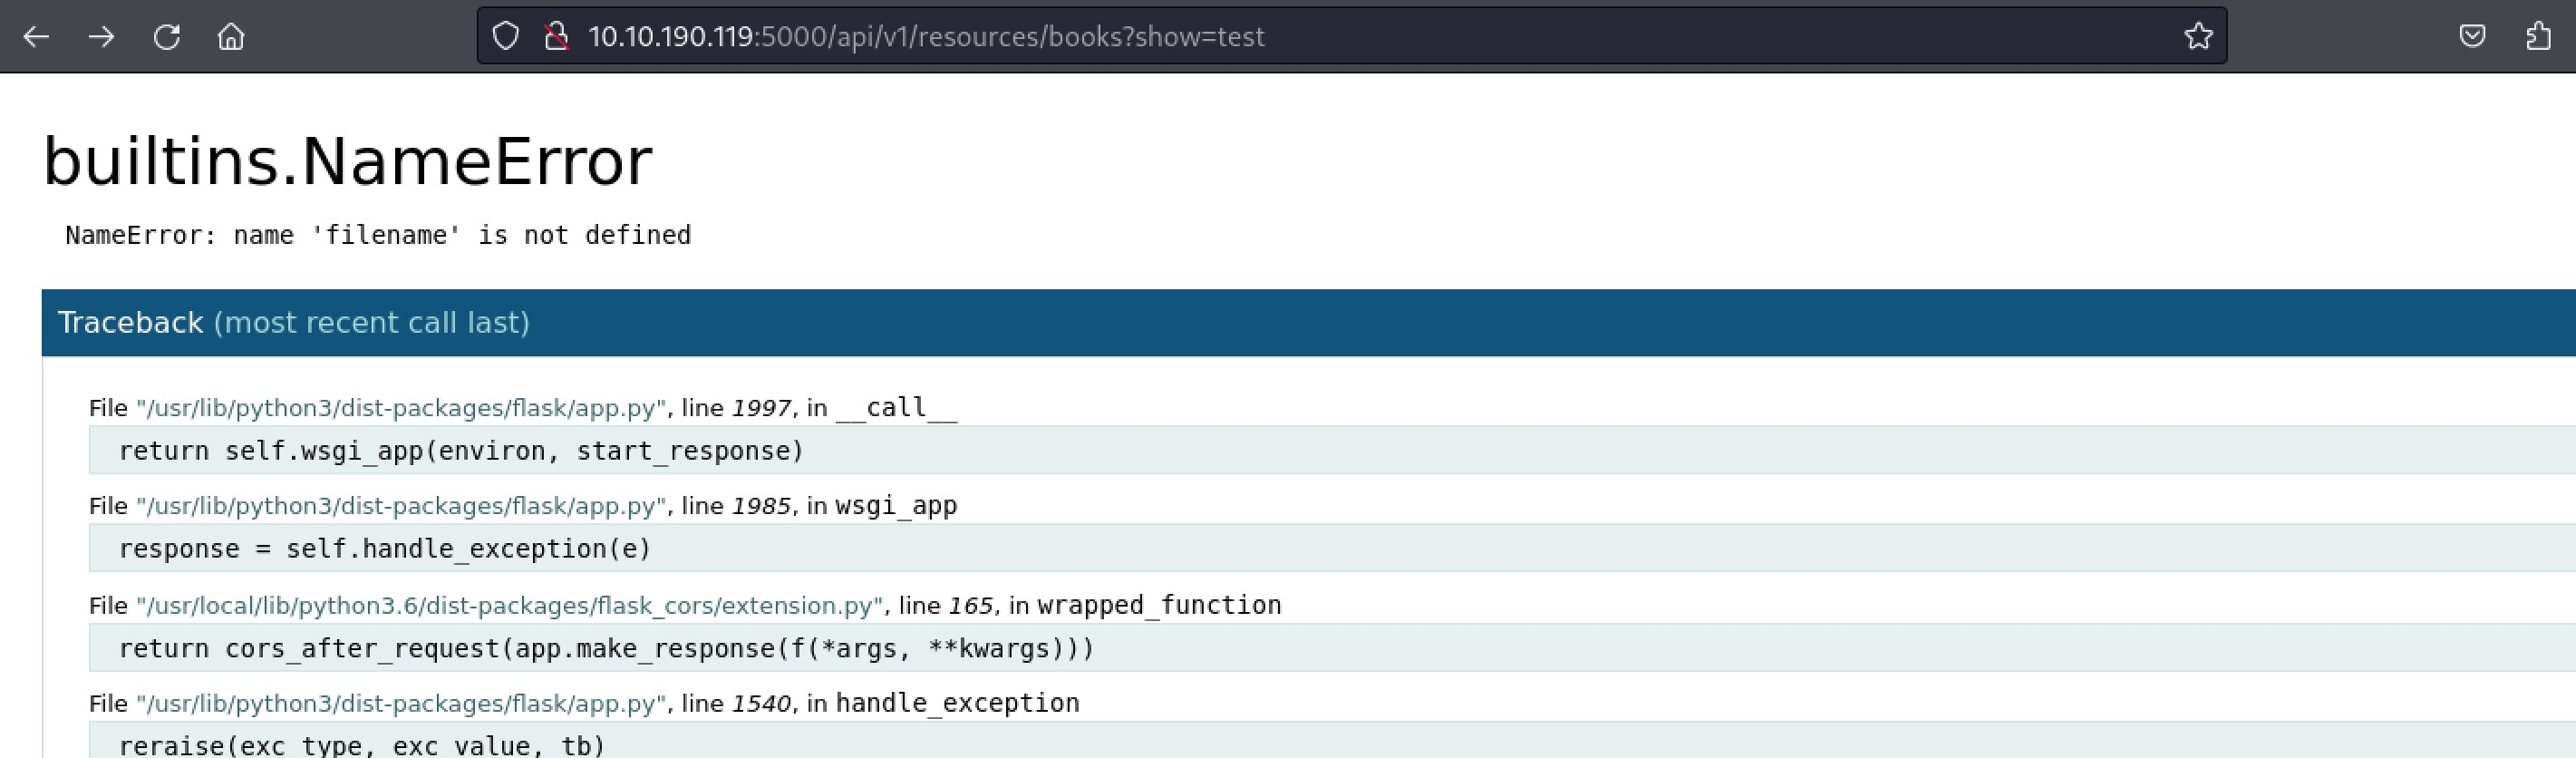 10.10.190.119:5000/api/v1/resources/books?show=test
builtins.NameError
NameError: name 'filename' is not defined
Traceback (most recent call last)
File "/usr/lib/python3/dist-packages/flask/app.py", line 1997, in __call__
return self.wsgi_app(environ, start_response)
File "/usr/lib/python3/dist-packages/flask/app.py", line 1985, in wsgi_app
response = self.handle_exception(e)
File "/usr/local/lib/python3.6/dist-packages/flask_cors/extension.py", line 165, in wrapped_function
return cors_after_request(app.make_response(f(*args, **kwargs)))
File "/usr/lib/python3/dist-packages/flask/app.py", line 1540, in handle_exception
reraise(exc_type, exc_value, tb)